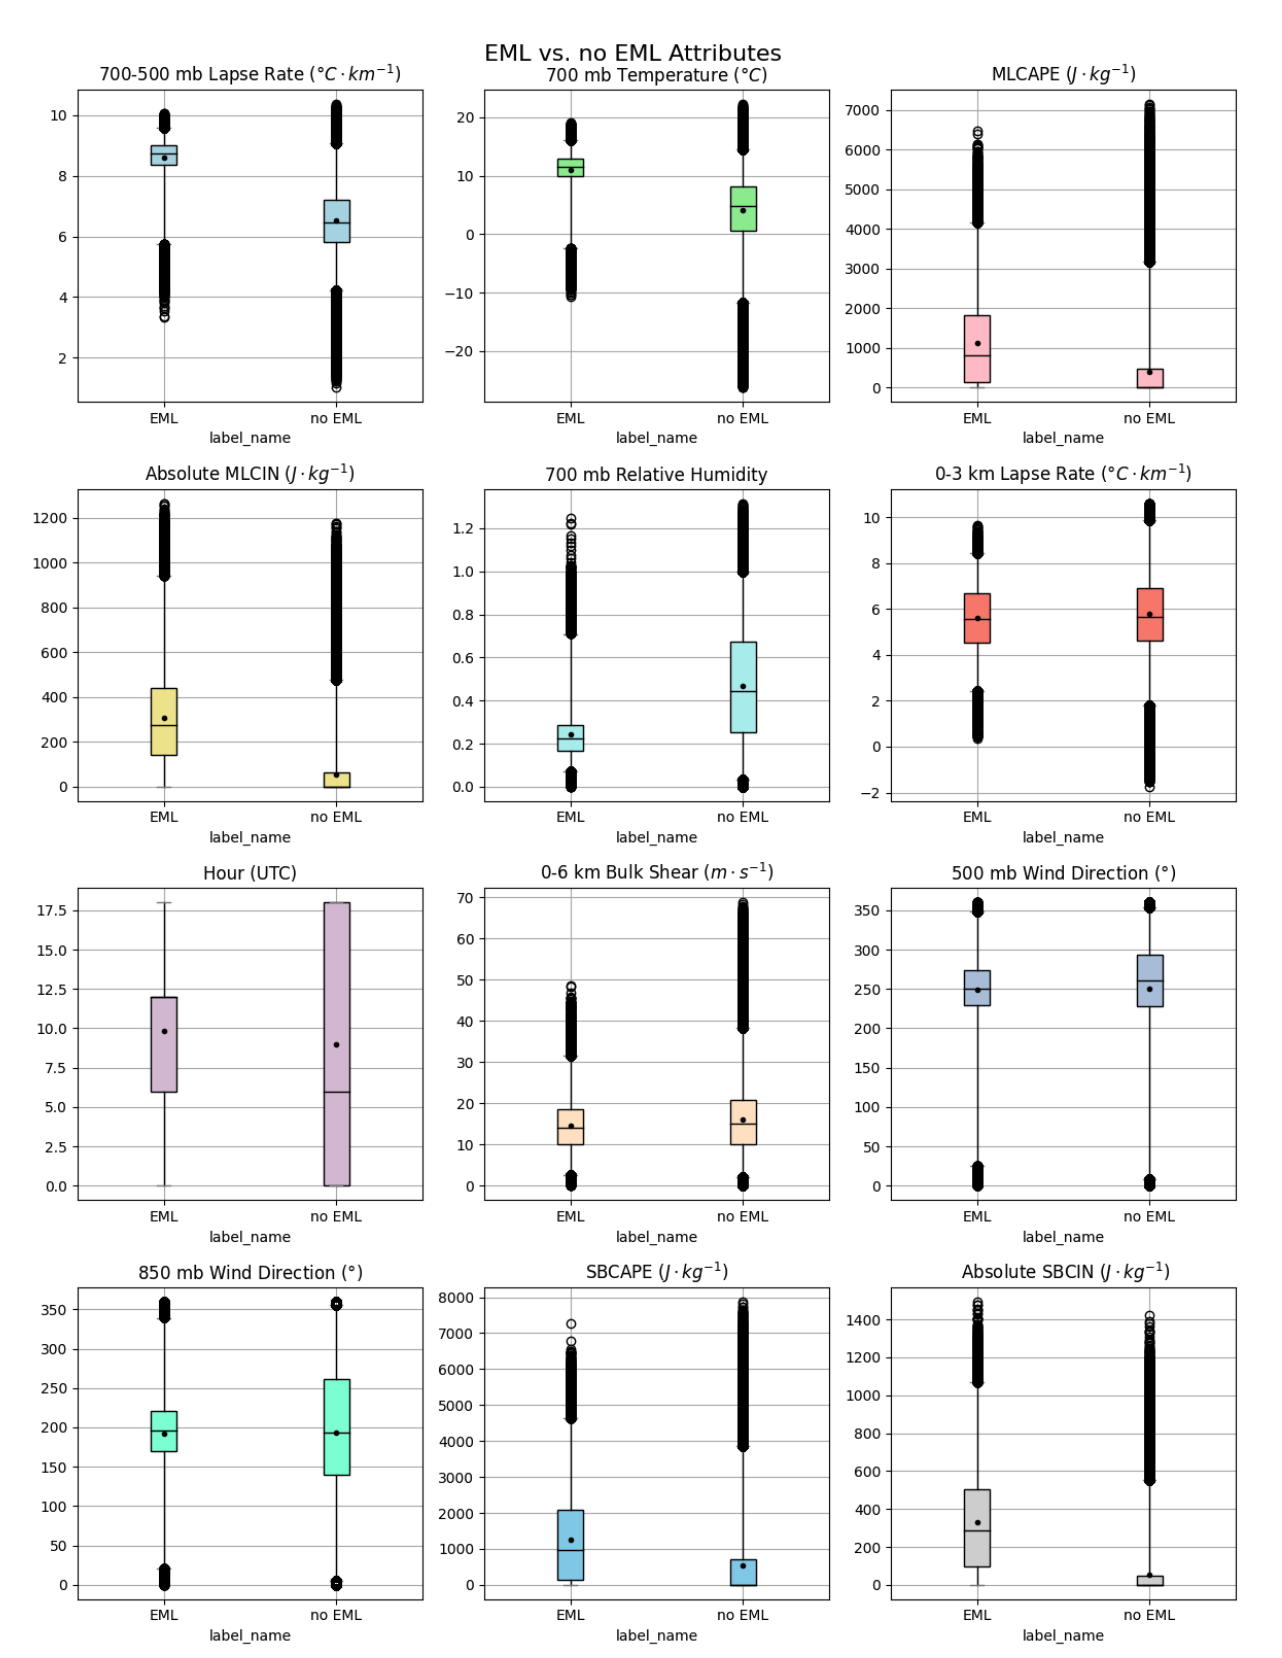 EML vs. no EML Attributes
700-500 mb Lapse Rate (°C · km⁻¹)
10
8
6
4
2
EML
no EML
label_name
700 mb Temperature (°C)
20
10
0
−10
−20
EML
no EML
label_name
MLCAPE (J · kg⁻¹)
7000
6000
5000
4000
3000
2000
1000
0
EML
no EML
label_name
Absolute MLCIN (J · kg⁻¹)
1200
1000
800
600
400
200
0
EML
no EML
label_name
700 mb Relative Humidity
1.2
1.0
0.8
0.6
0.4
0.2
0.0
EML
no EML
label_name
0-3 km Lapse Rate (°C · km⁻¹)
10
8
6
4
2
0
−2
EML
no EML
label_name
Hour (UTC)
17.5
15.0
12.5
10.0
7.5
5.0
2.5
0.0
EML
no EML
label_name
0-6 km Bulk Shear (m · s⁻¹)
70
60
50
40
30
20
10
0
EML
no EML
label_name
500 mb Wind Direction (°)
350
300
250
200
150
100
50
0
EML
no EML
label_name
850 mb Wind Direction (°)
350
300
250
200
150
100
50
0
EML
no EML
label_name
SBCAPE (J · kg⁻¹)
8000
7000
6000
5000
4000
3000
2000
1000
0
EML
no EML
label_name
Absolute SBCIN (J · kg⁻¹)
1400
1200
1000
800
600
400
200
0
EML
no EML
label_name